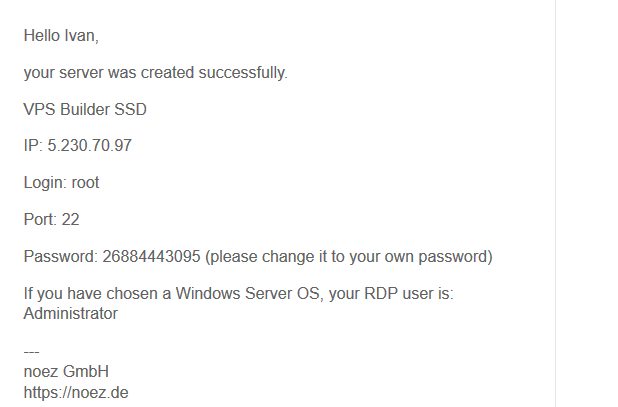 Hello Ivan,
your server was created successfully.
VPS Builder SSD
IP: 5.230.70.97
Login: root
Port: 22
Password: 26884443095 (please change it to your own password)
If you have chosen a Windows Server OS, your RDP user is:
Administrator
---
noez GmbH
https://noez.de